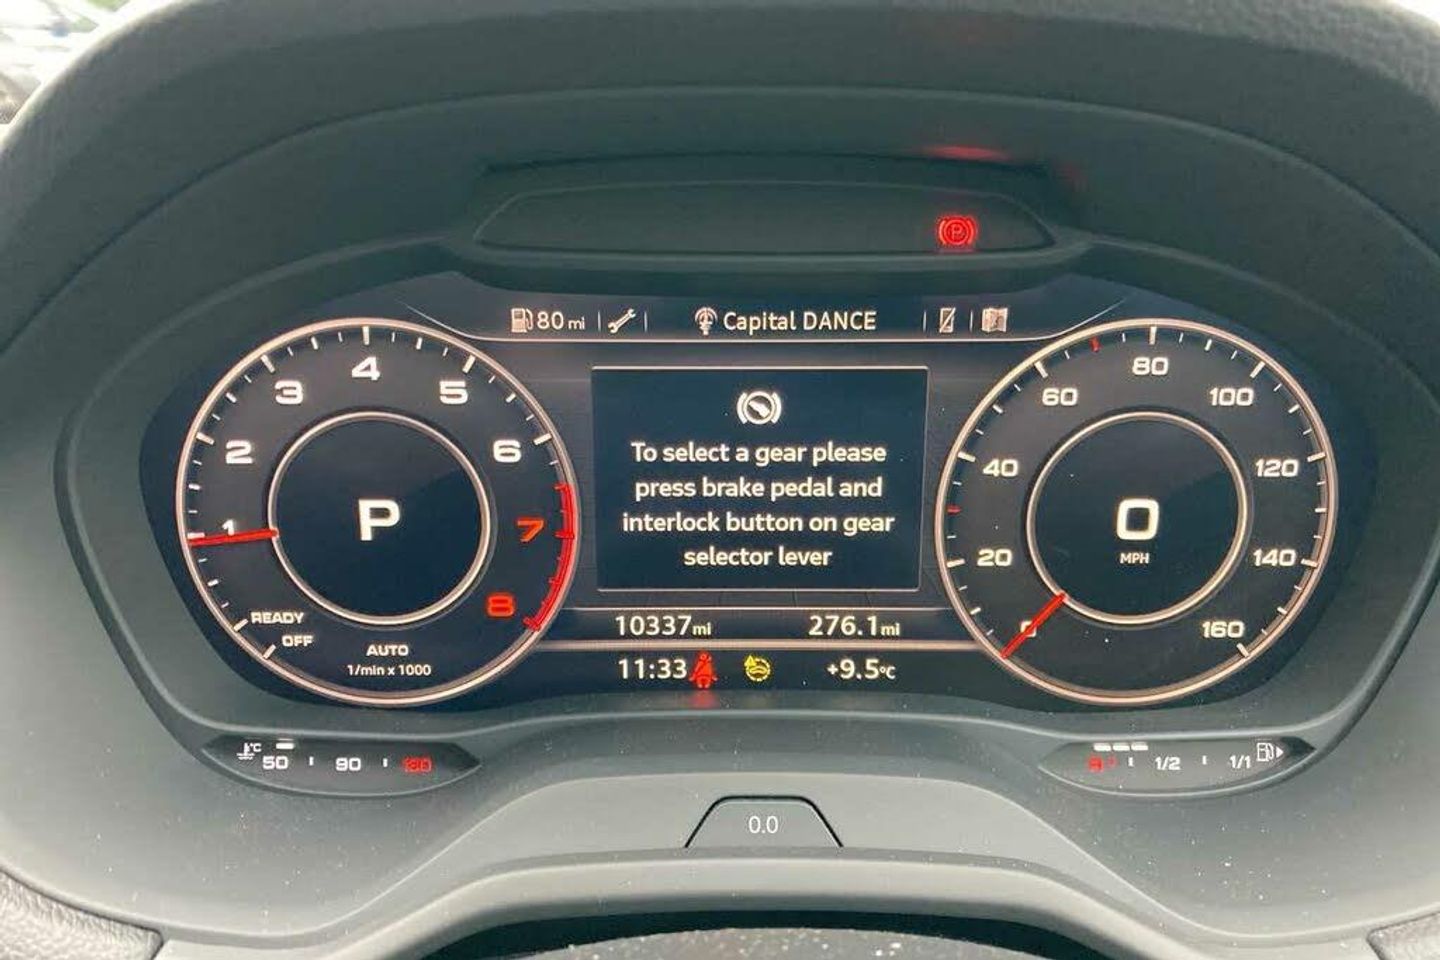 P
80 mi
Capital DANCE
1
2
3
4
5
6
7
8
READY
OFF
P
AUTO
1/min x 1000
To select a gear please
press brake pedal and
interlock button on gear
selector lever
0
20
40
60
80
100
120
140
160
0
MPH
10337mi
276.1mi
11:33
+9.5°C
°C
50
90
1/2
1/1
0.0